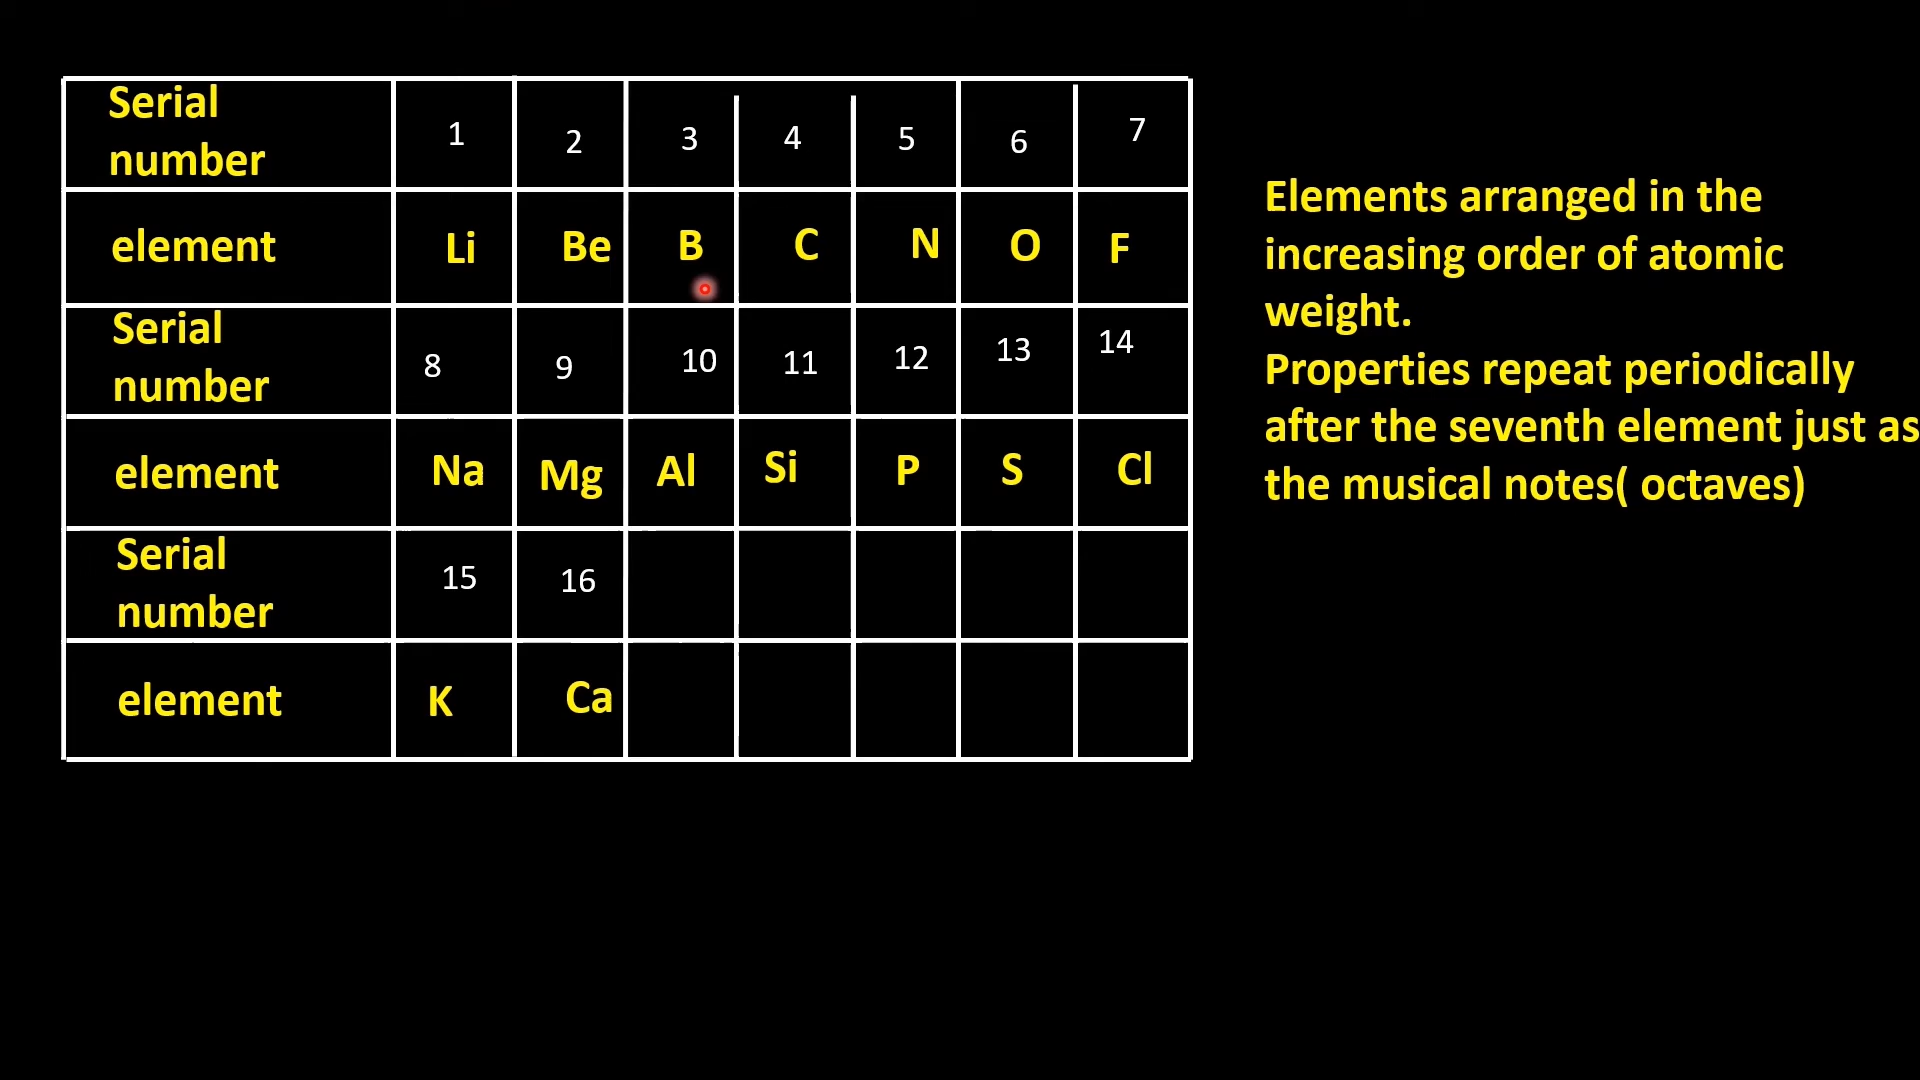 Serial
number 1 2 3 4 5 6 7
element Li Be B C N O F
Serial
number 8 9 10 11 12 13 14
element Na Mg Al Si P S Cl
Serial
number 15 16
element K Ca
Elements arranged in the
increasing order of atomic
weight.
Properties repeat periodically
after the seventh element just as
the musical notes( octaves)